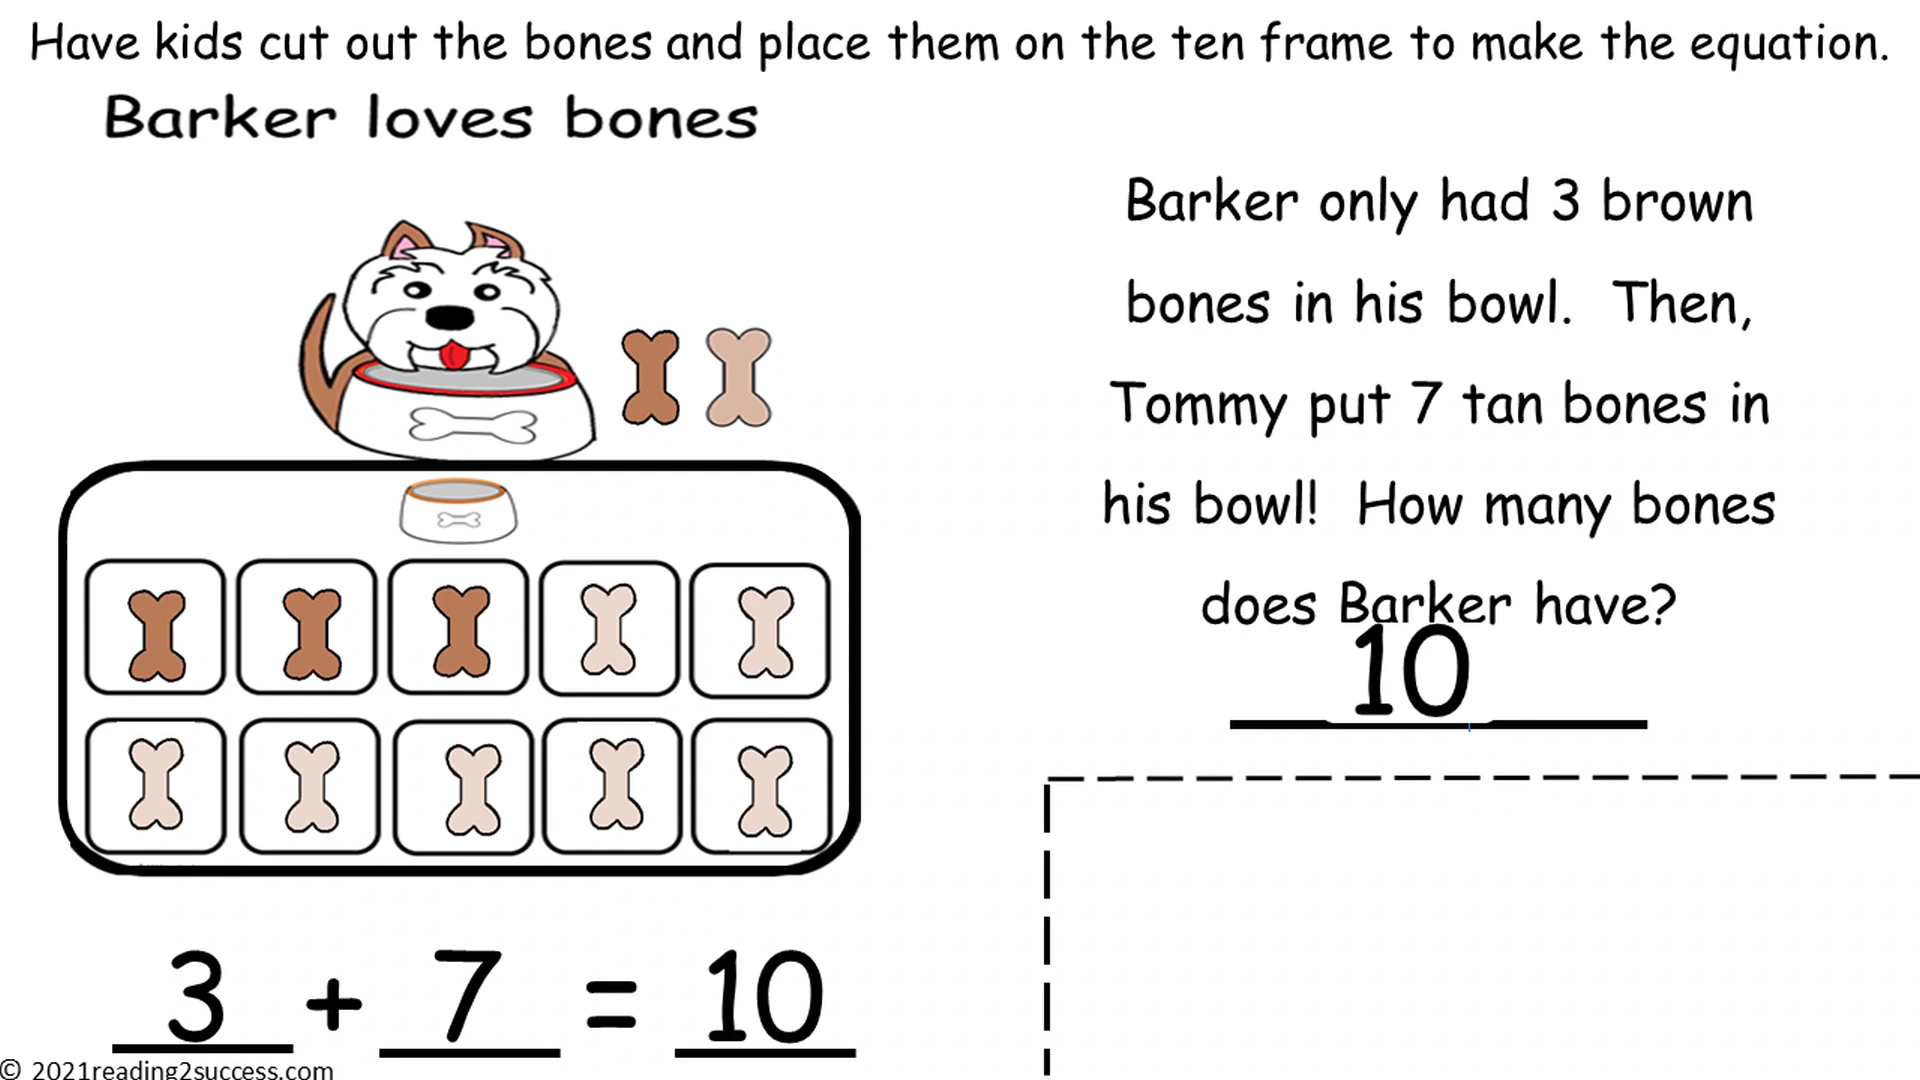 Have kids cut out the bones and place them on the ten frame to make the equation.
Barker loves bones
Barker only had 3 brown
bones in his bowl. Then,
Tommy put 7 tan bones in
his bowl! How many bones
does Barker have?
10
3 + 7 = 10
© 2021reading2success.com